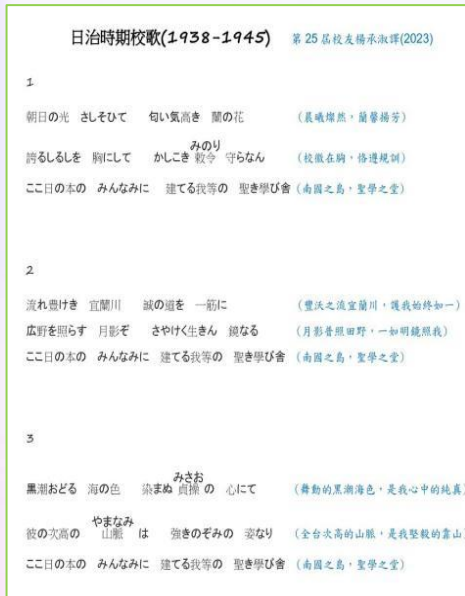 日治時期校歌(1938-1945) 第25屆校友楊承淑譯(2023)
1
朝日の光 さしそひて 匂い気高き 蘭の花 (晨曦燦然，蘭馨揚芳)
みのり
誇るしるしを 胸にして かしこき 敕令 守らなん (校徽在胸，恪遵規訓)
ここ日の本の みんなみに 建てる我等の 聖き學び舎 (南國之島，聖學之堂)
2
流れ豊けき 宜蘭川 誠の道を 一筋に (豐沃之流宜蘭川，護我始終如一)
広野を照らす 月影ぞ さやけく生きん 鏡なる (月影普照田野，一如明鏡照我)
ここ日の本の みんなみに 建てる我等の 聖き學び舎 (南國之島，聖學之堂)
3
みさお
黒潮おどる 海の色 染まぬ 貞操 の 心にて (舞動的黑潮海色，是我心中的純真)
やまなみ
彼の次高の 山脈 は 強きのぞみの 姿なり (全台次高的山脈，是我堅毅的靠山)
ここ日の本の みんなみに 建てる我等の 聖き學び舎 (南國之島，聖學之堂)